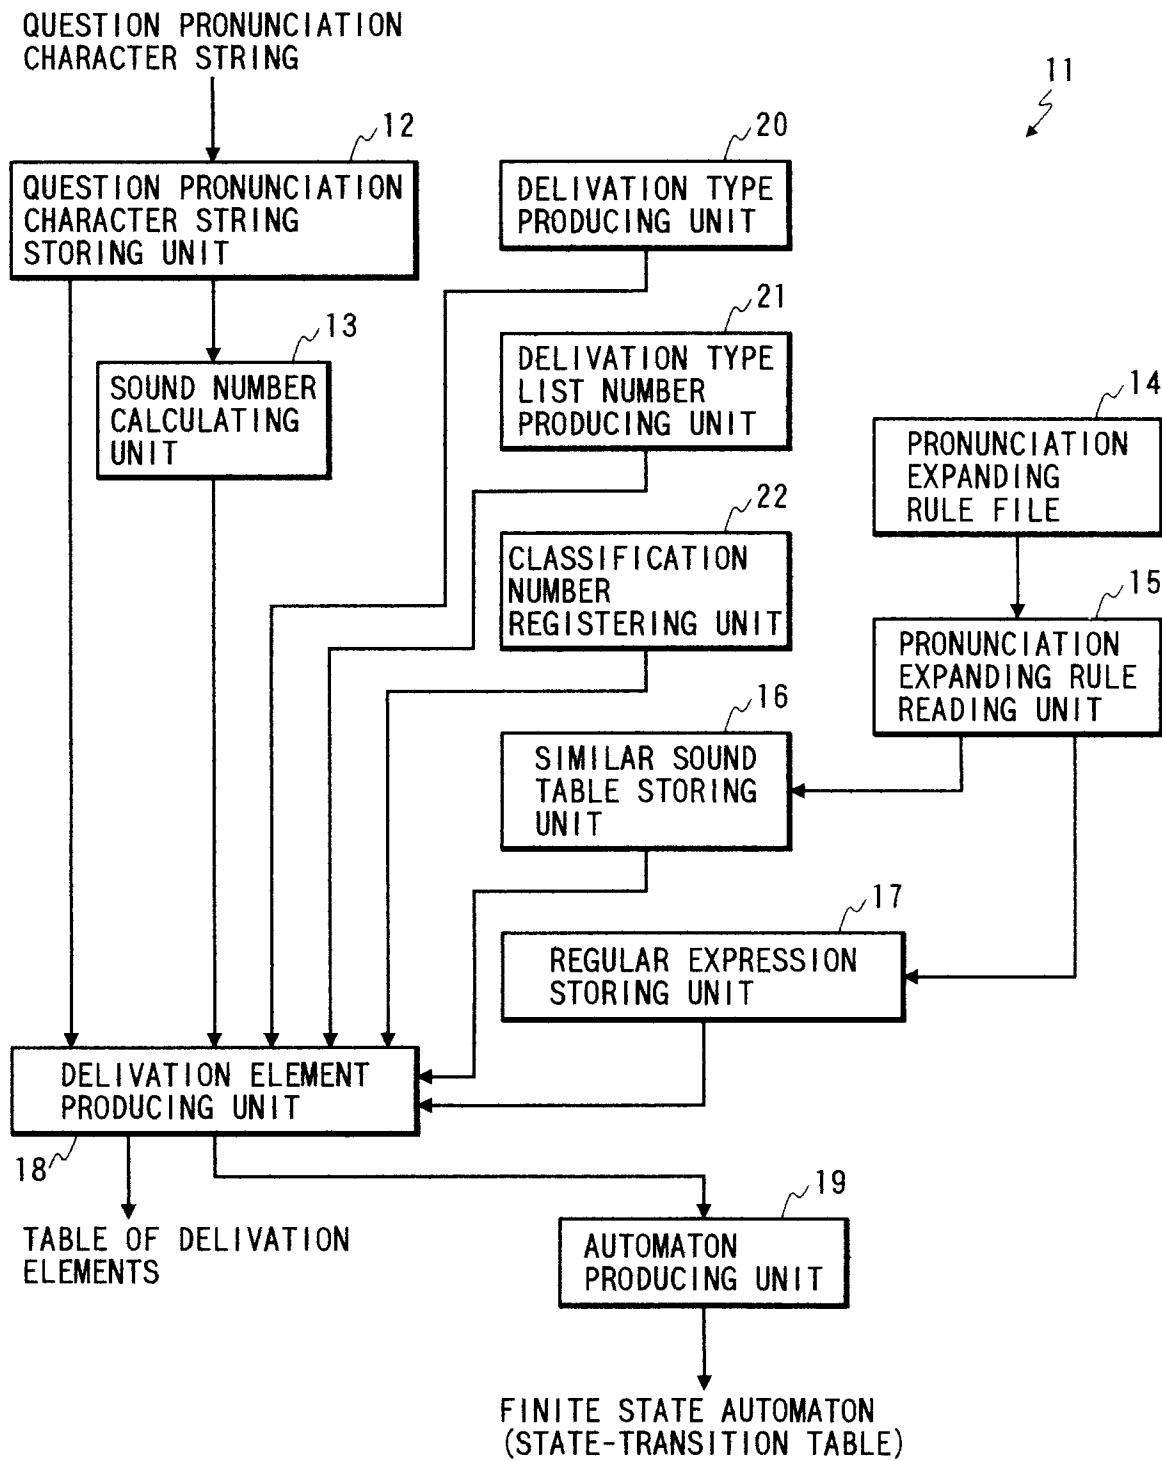 QUESTION PRONUNCIATION
CHARACTER STRING
11
12
QUESTION PRONUNCIATION
CHARACTER STRING
STORING UNIT
20
DELIVATION TYPE
PRODUCING UNIT
13
SOUND NUMBER
CALCULATING
UNIT
21
DELIVATION TYPE
LIST NUMBER
PRODUCING UNIT
14
PRONUNCIATION
EXPANDING
RULE FILE
22
CLASSIFICATION
NUMBER
REGISTERING UNIT
15
PRONUNCIATION
EXPANDING RULE
READING UNIT
16
SIMILAR SOUND
TABLE STORING
UNIT
17
REGULAR EXPRESSION
STORING UNIT
DELIVATION ELEMENT
PRODUCING UNIT
18
TABLE OF DELIVATION
ELEMENTS
19
AUTOMATON
PRODUCING UNIT
FINITE STATE AUTOMATON
(STATE-TRANSITION TABLE)